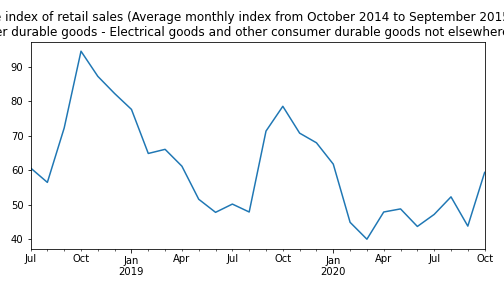 index of retail sales (Average monthly index from October 2014 to September 2015
durable goods - Electrical goods and other consumer durable goods not elsewhere
90
80
70
60
50
40
Jul Oct Jan Apr Jul Oct Jan Apr Jul Oct
2019 2020